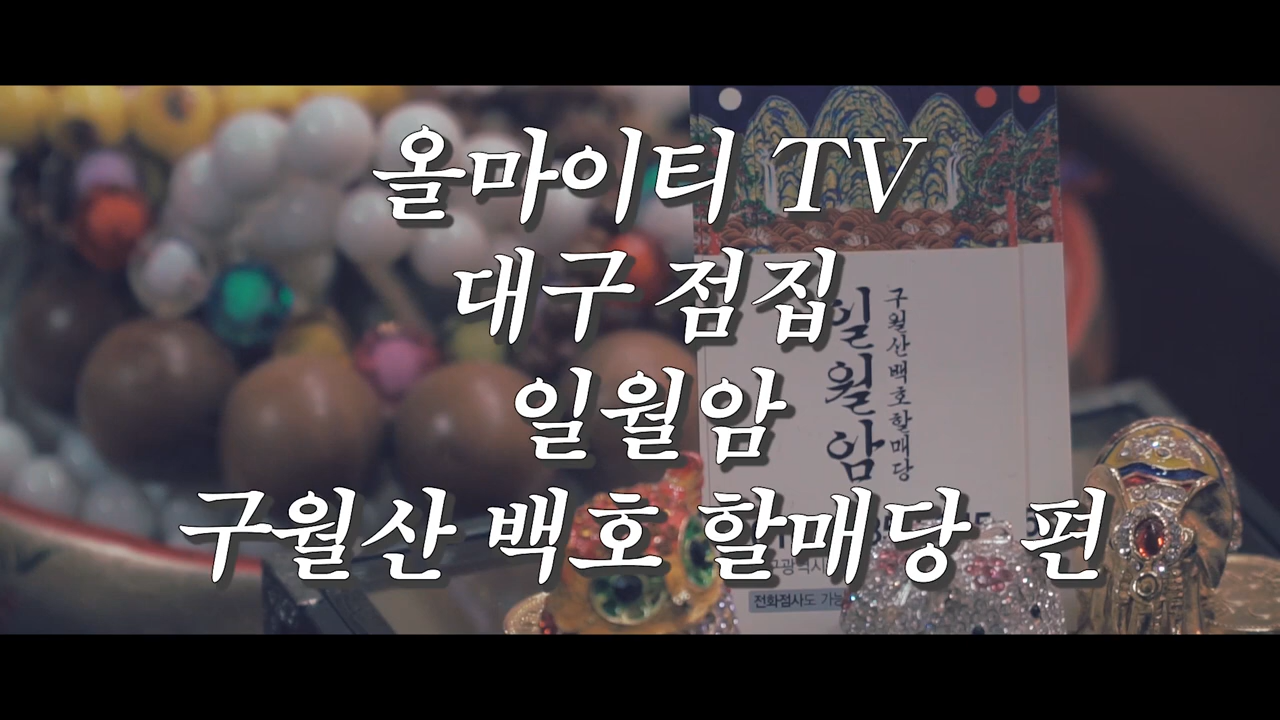 올마이티 TV
대구 점집
일월암
구월산 백호 할매당 편
구월산백호할매당
일월암
전화점사도 가능